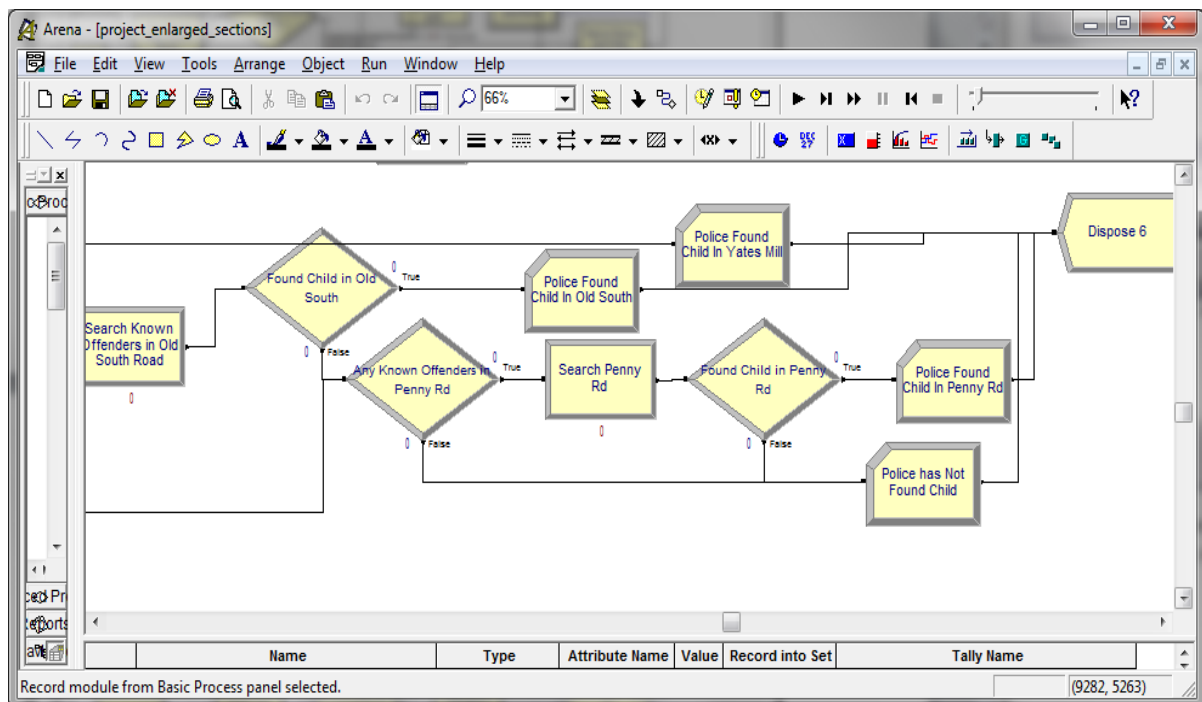 Arena - [project_enlarged_sections]
File Edit View Tools Arrange Object Run Window Help
66%
Dispose 6
Police Found
Child In Yates Mill
Found Child in Old
South
0
True
Police Found
Child In Old South
0
False
Search Known
Offenders in Old
South Road
0
Any Known Offenders In
Penny Rd
0
True
0
False
Search Penny
Rd
0
Found Child in Penny
Rd
0
True
0
False
Police Found
Child In Penny Rd
Police has Not
Found Child
Name Type Attribute Name Value Record into Set Tally Name
Record module from Basic Process panel selected.
(9282, 5263)